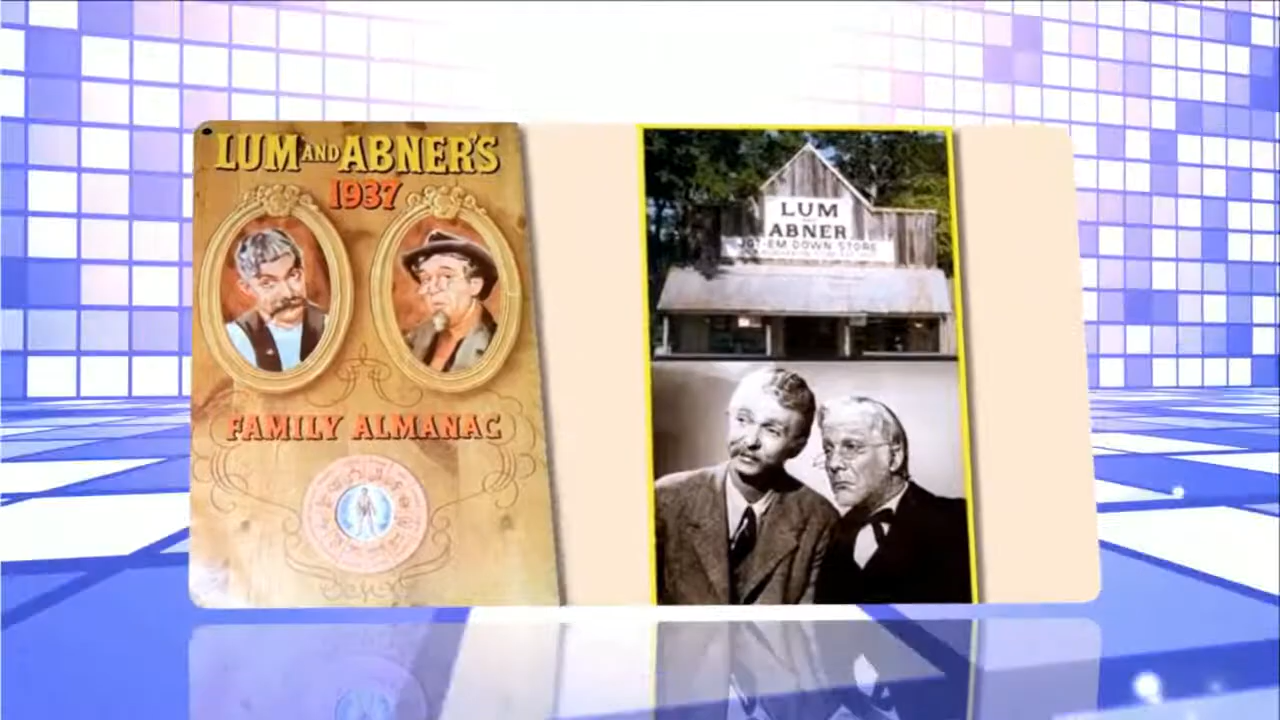 LUM AND ABNER'S
1937
FAMILY ALMANAC
LUM
ABNER
JOT-EM DOWN STORE